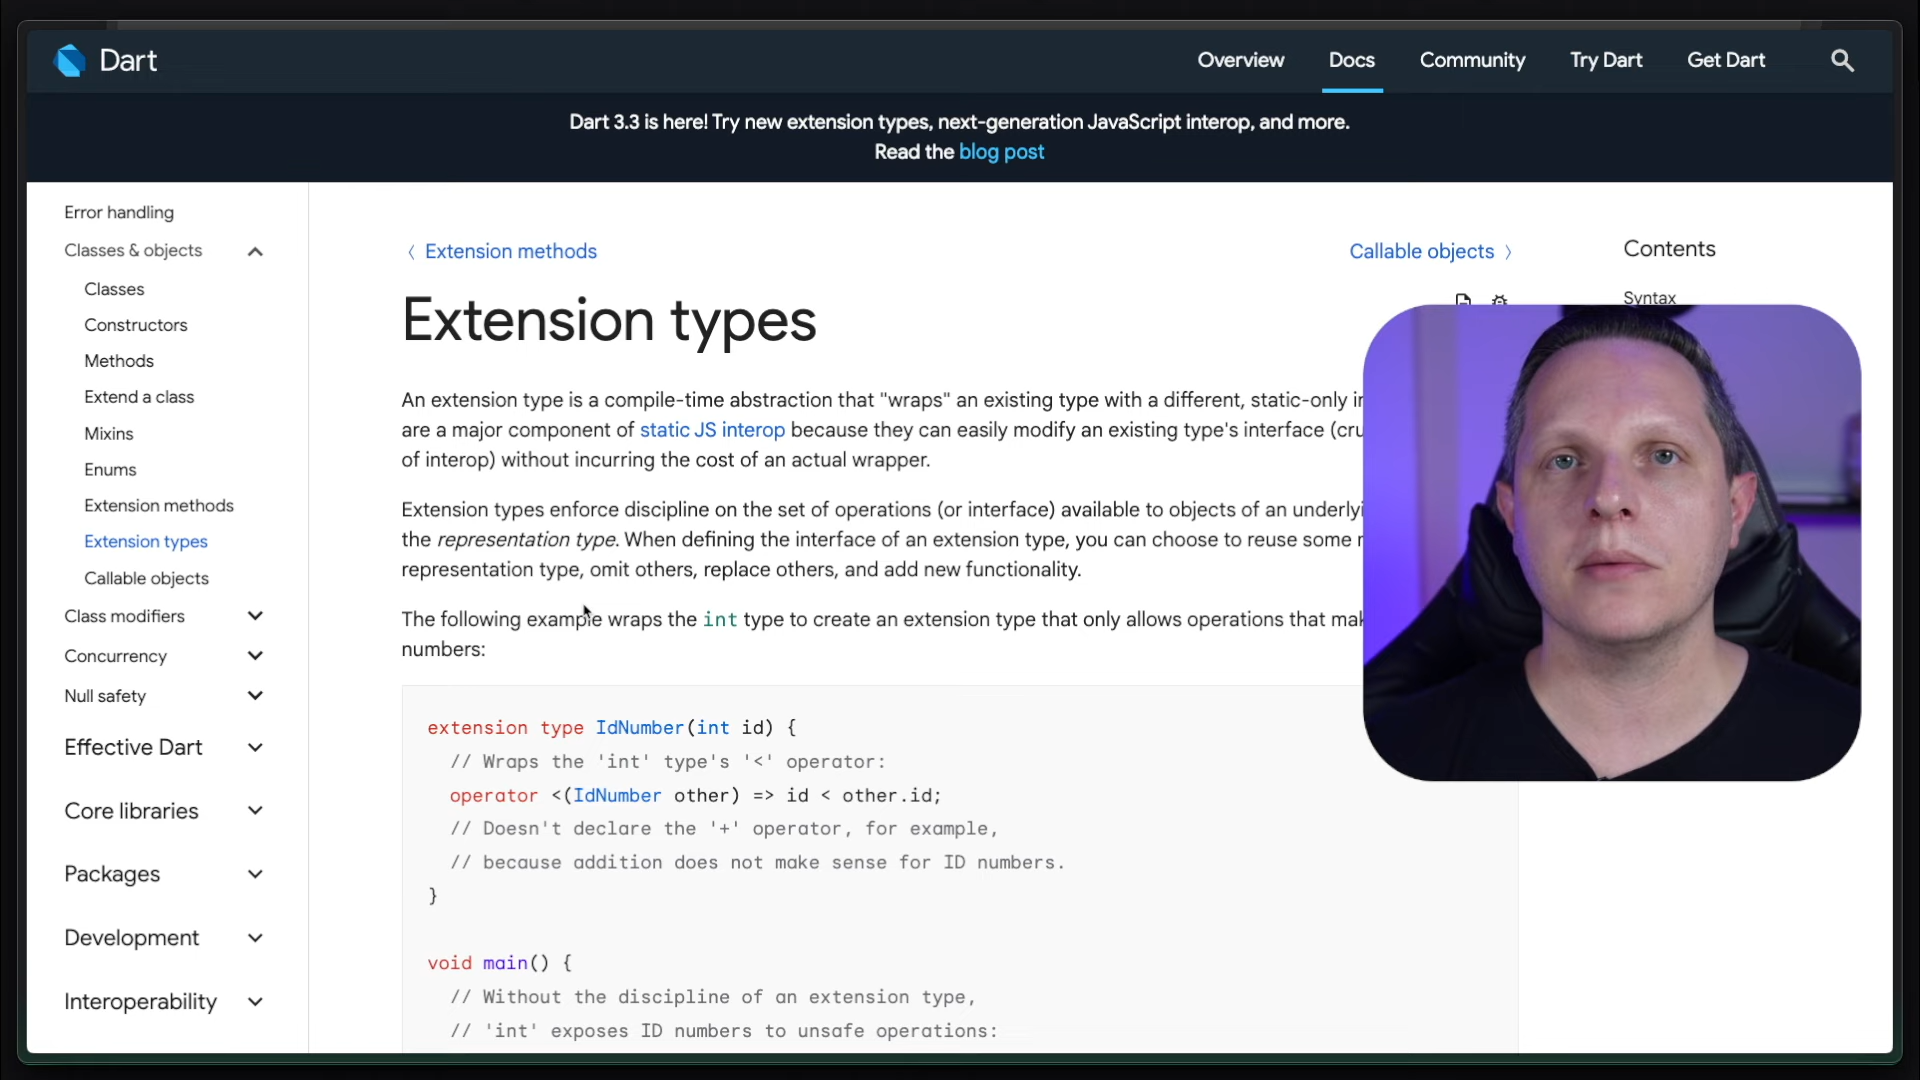 Dart
Overview
Docs
Community
Try Dart
Get Dart
Dart 3.3 is here! Try new extension types, next-generation JavaScript interop, and more.
Read the blog post
Error handling
Classes & objects
Classes
Constructors
Methods
Extend a class
Mixins
Enums
Extension methods
Extension types
Callable objects
Class modifiers
Concurrency
Null safety
Effective Dart
Core libraries
Packages
Development
Interoperability
Extension methods
Callable objects
Extension types
An extension type is a compile-time abstraction that "wraps" an existing type with a different, static-only
are a major component of static JS interop because they can easily modify an existing type's interface
of interop) without incurring the cost of an actual wrapper.
Extension types enforce discipline on the set of operations (or interface) available to objects of an
the representation type. When defining the interface of an extension type, you can choose to reuse some
representation type, omit others, replace others, and add new functionality.
The following example wraps the int type to create an extension type that only allows operations that
numbers:
extension type IdNumber(int id) {
// Wraps the 'int' type's '<' operator:
operator <(IdNumber other) => id < other.id;
// Doesn't declare the '+' operator, for example,
// because addition does not make sense for ID numbers.
}
void main() {
// Without the discipline of an extension type,
// 'int' exposes ID numbers to unsafe operations:
Contents
Syntax